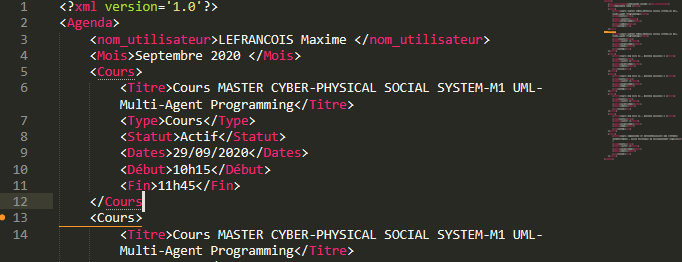 1 <?xml version='1.0'?>
2 <Agenda>
3 <nom_utilisateur>LEFRANCOIS Maxime </nom_utilisateur>
4 <Mois>Septembre 2020 </Mois>
5 <Cours>
6 <Titre>Cours MASTER CYBER-PHYSICAL SOCIAL SYSTEM-M1 UML-
Multi-Agent Programming</Titre>
7 <Type>Cours</Type>
8 <Statut>Actif</Statut>
9 <Dates>29/09/2020</Dates>
10 <Début>10h15</Début>
11 <Fin>11h45</Fin>
12 </Cours
13 <Cours>
14 <Titre>Cours MASTER CYBER-PHYSICAL SOCIAL SYSTEM-M1 UML-
Multi-Agent Programming</Titre>